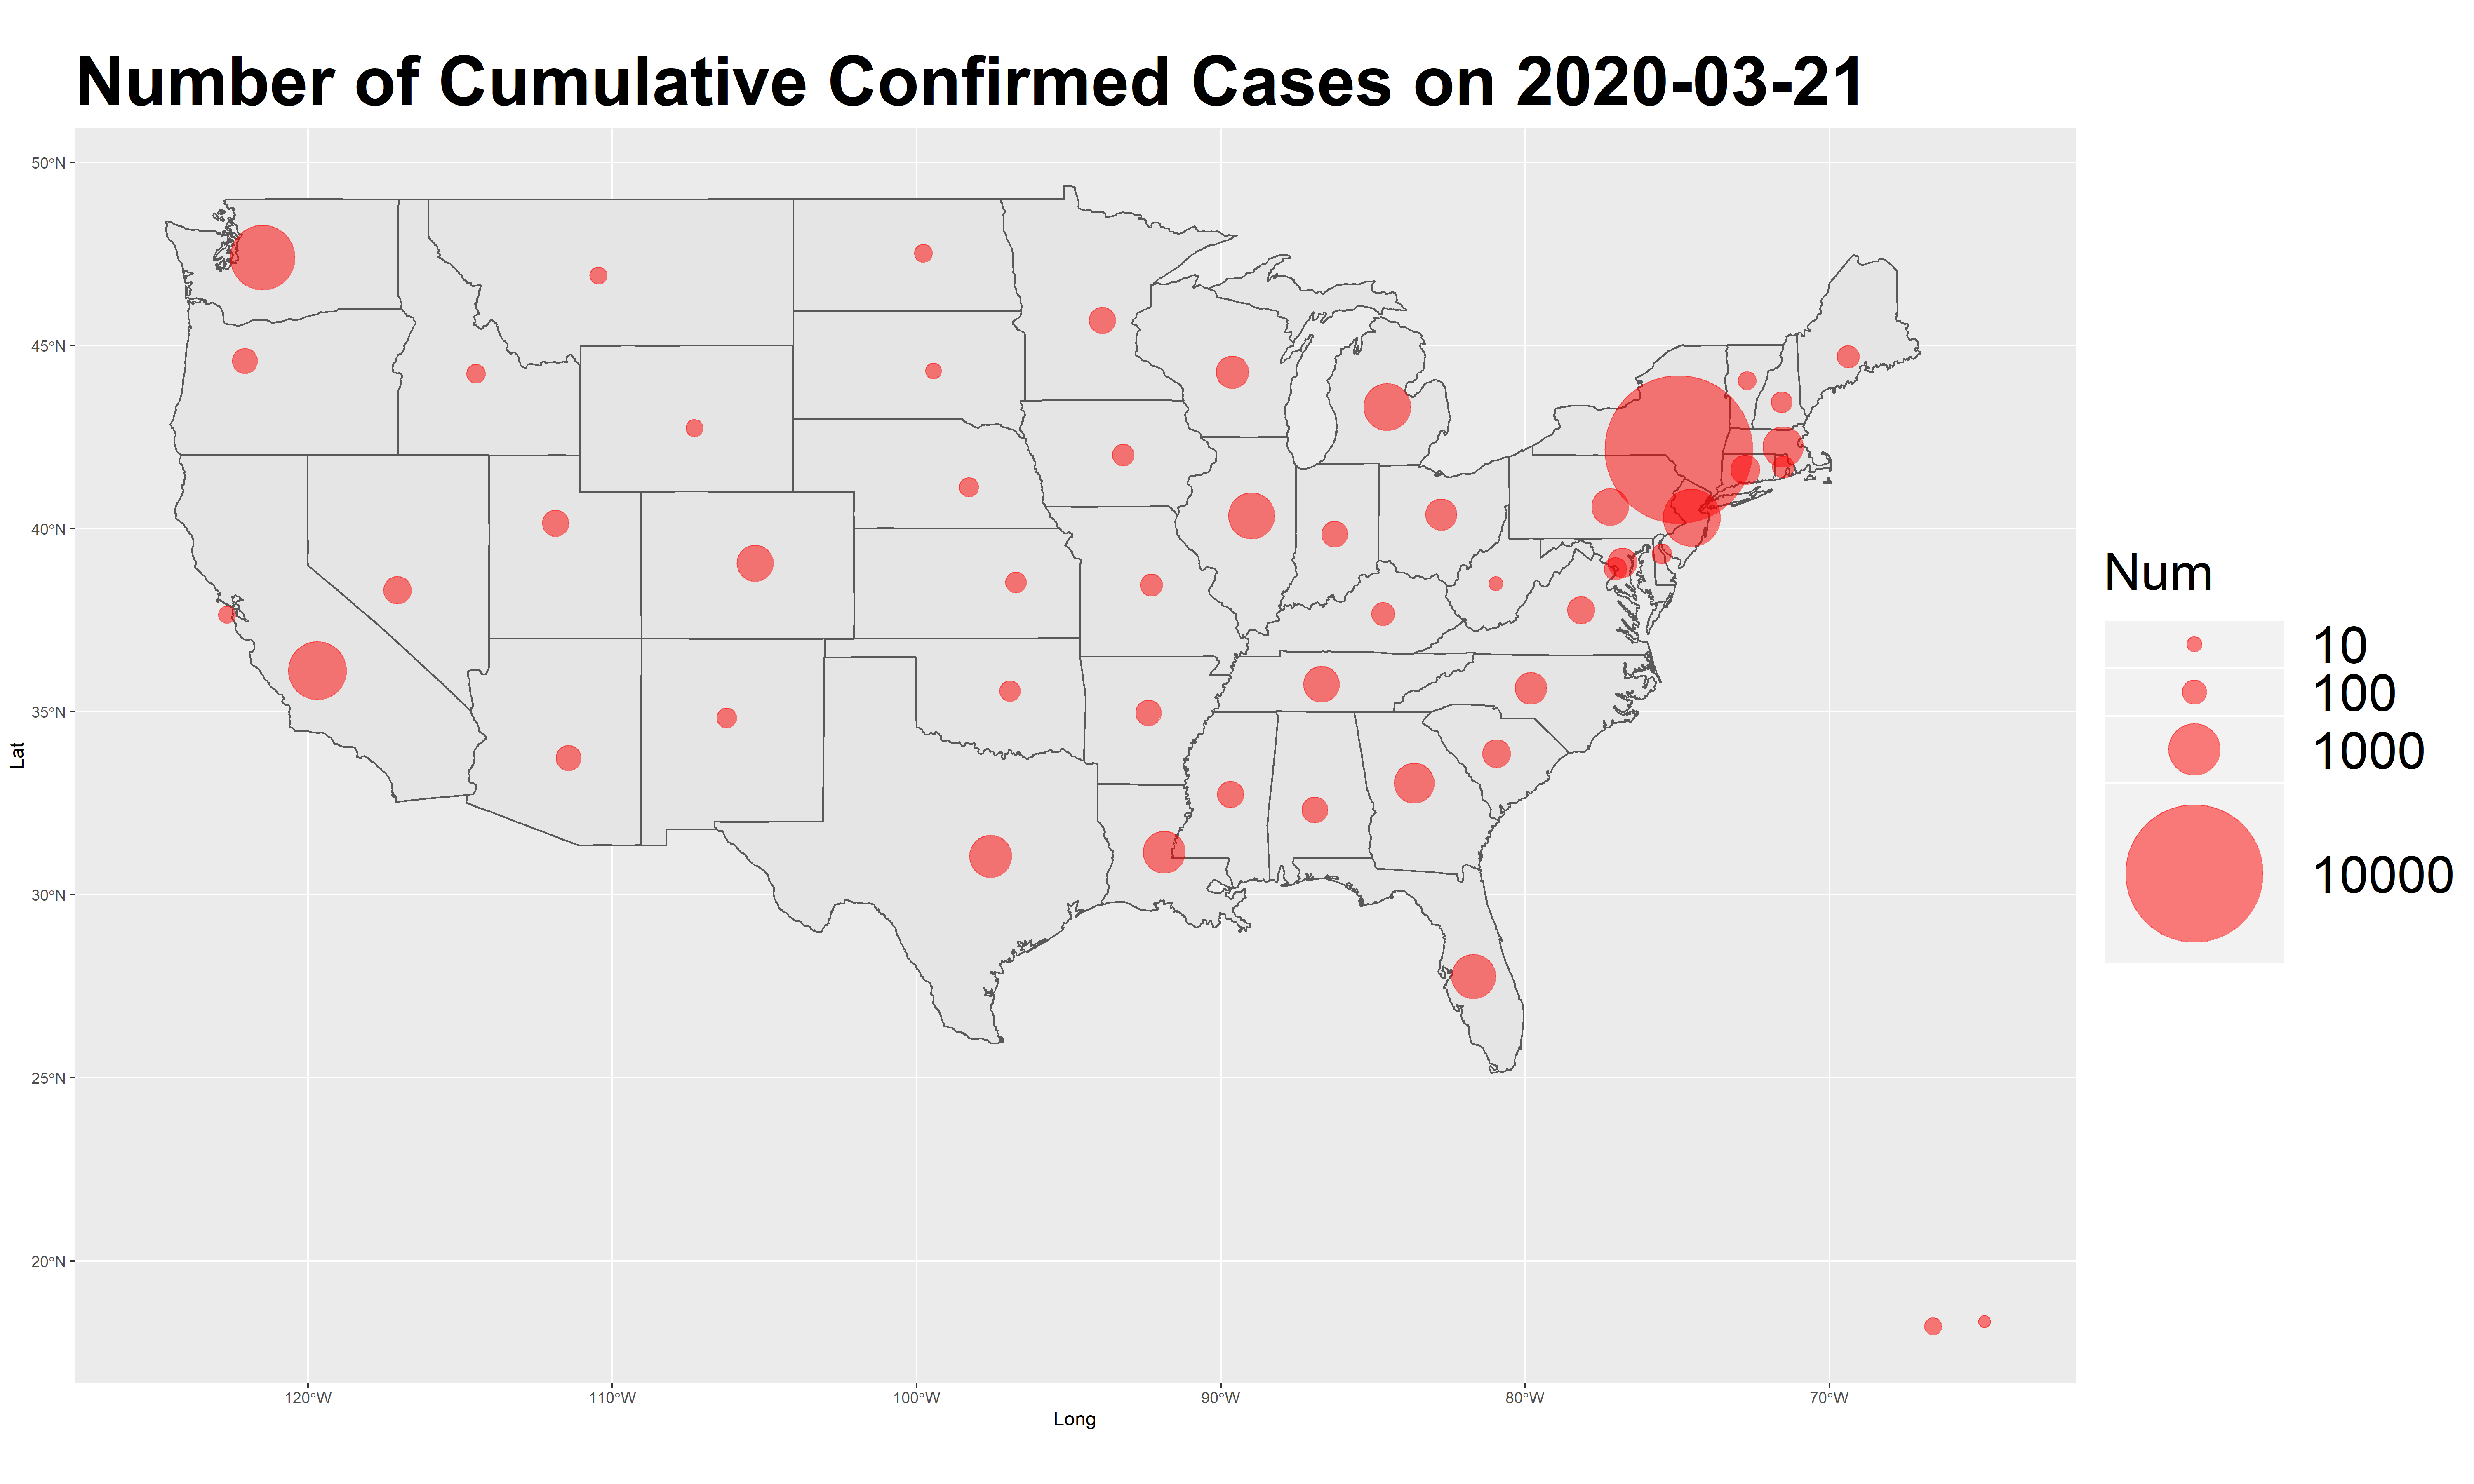 Number of Cumulative Confirmed Cases on 2020-03-21
50°N
45°N
40°N
35°N
30°N
25°N
20°N
Lat
120°W
110°W
100°W
90°W
80°W
70°W
Long
Num
10
100
1000
10000